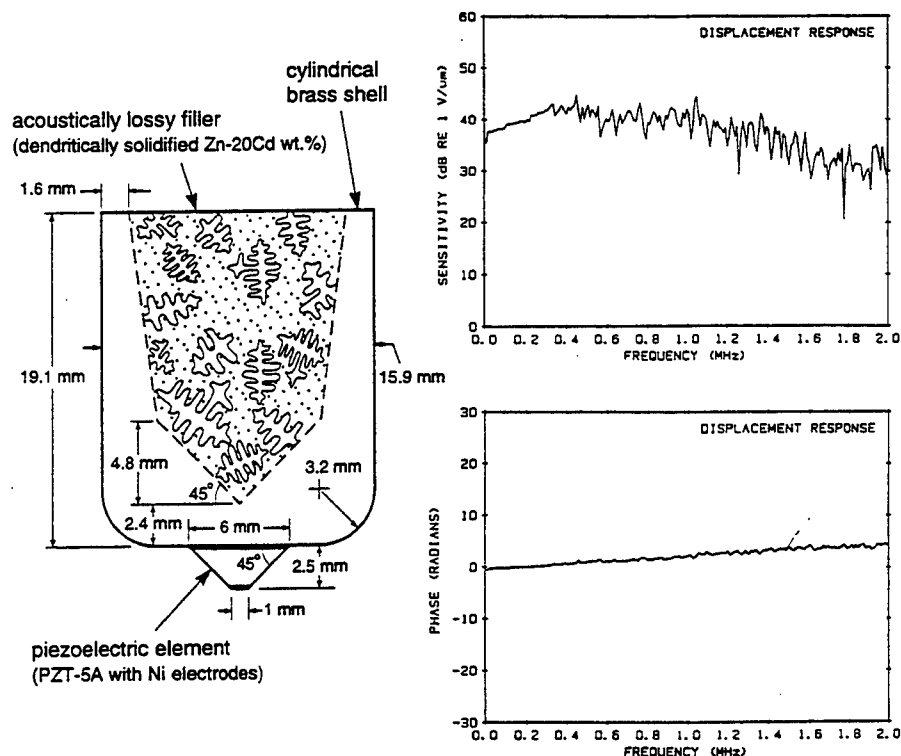 cylindrical
brass shell
acoustically lossy filler
(dendritically solidified Zn-20Cd wt.%)
1.6 mm
19.1 mm
15.9 mm
4.8 mm
45°
3.2 mm
2.4 mm
6 mm
45°
2.5 mm
1 mm
piezoelectric element
(PZT-5A with Ni electrodes)
DISPLACEMENT RESPONSE
SENSITIVITY (dB RE 1 V/um)
60
50
40
30
20
10
0
0.0 0.2 0.4 0.6 0.8 1.0 1.2 1.4 1.6 1.8 2.0
FREQUENCY (MHz)
DISPLACEMENT RESPONSE
PHASE (RADIANS)
30
20
10
0
-10
-20
-30
0.0 0.2 0.4 0.6 0.8 1.0 1.2 1.4 1.6 1.8 2.0
FREQUENCY (MHz)